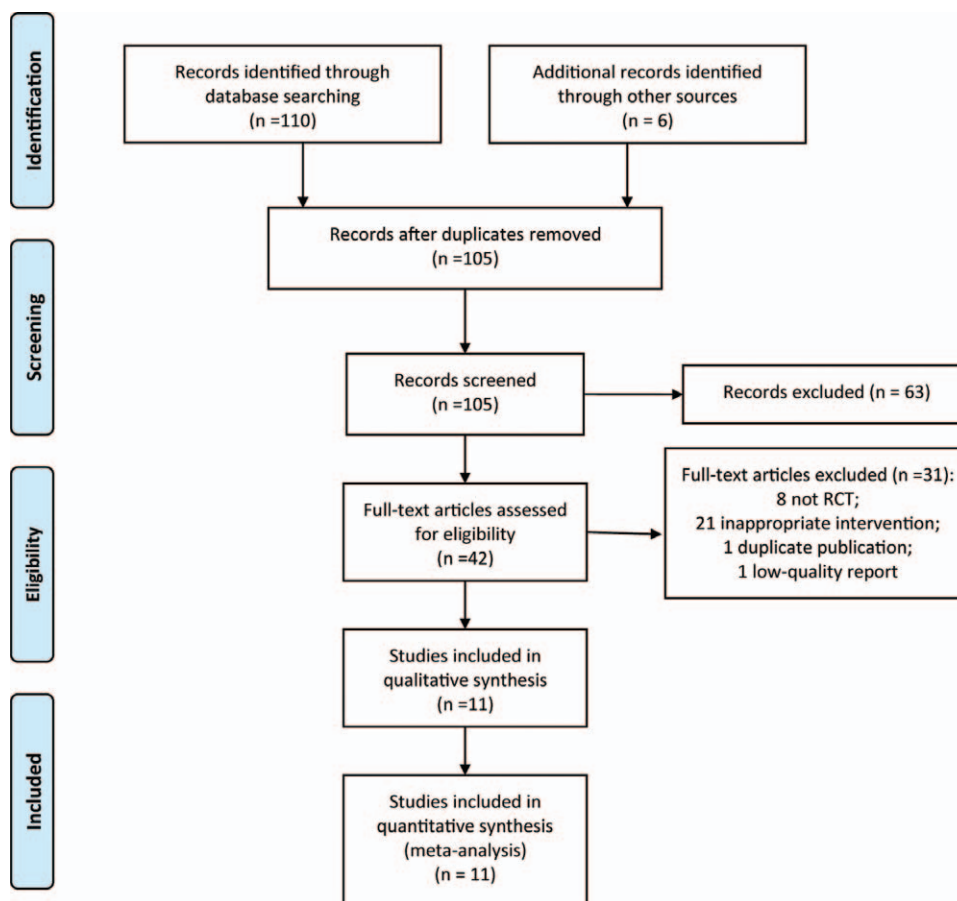 Identification
Records identified through
database searching
(n =110)
Additional records identified
through other sources
(n = 6)
Records after duplicates removed
(n =105)
Screening
Records screened
(n =105)
Records excluded (n = 63)
Eligibility
Full-text articles assessed
for eligibility
(n =42)
Full-text articles excluded (n =31):
8 not RCT;
21 inappropriate intervention;
1 duplicate publication;
1 low-quality report
Studies included in
qualitative synthesis
(n =11)
Included
Studies included in
quantitative synthesis
(meta-analysis)
(n = 11)